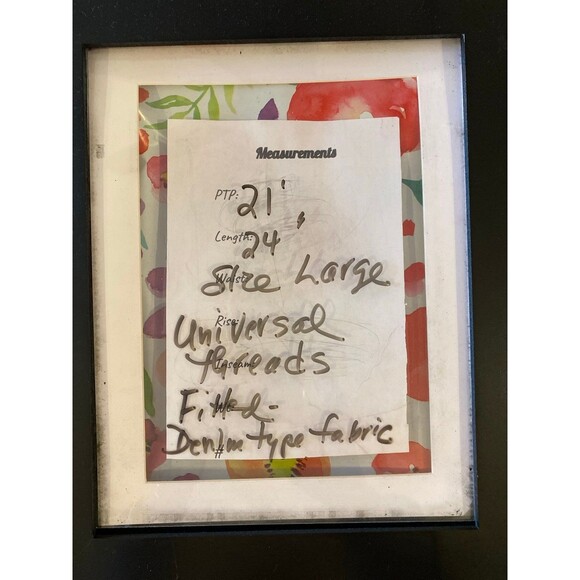 Measurements
PTP: 21'
Length: 24'
Waist: Size Large
Rise:
Universal
Inseam: threads
Fitted-
Denim type fabric
#